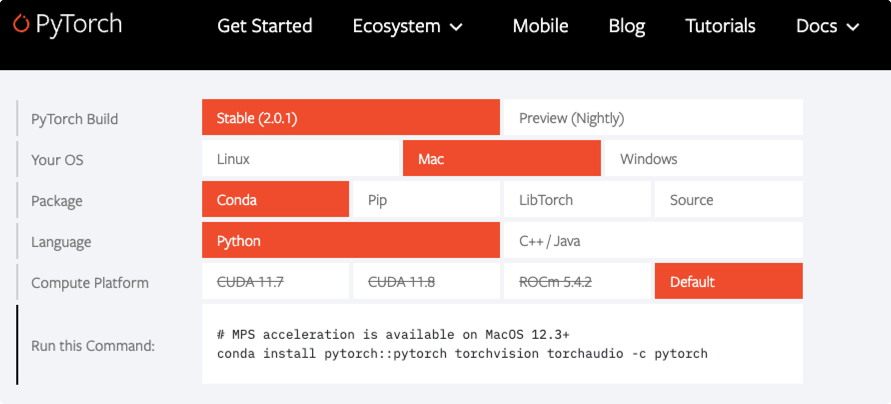 PyTorch Get Started Ecosystem Mobile Blog Tutorials Docs
PyTorch Build Stable (2.0.1) Preview (Nightly)
Your OS Linux Mac Windows
Package Conda Pip LibTorch Source
Language Python C++ / Java
Compute Platform CUDA 11.7 CUDA 11.8 ROCm 5.4.2 Default
# MPS acceleration is available on MacOS 12.3+
Run this Command:
conda install pytorch::pytorch torchvision torchaudio -c pytorch